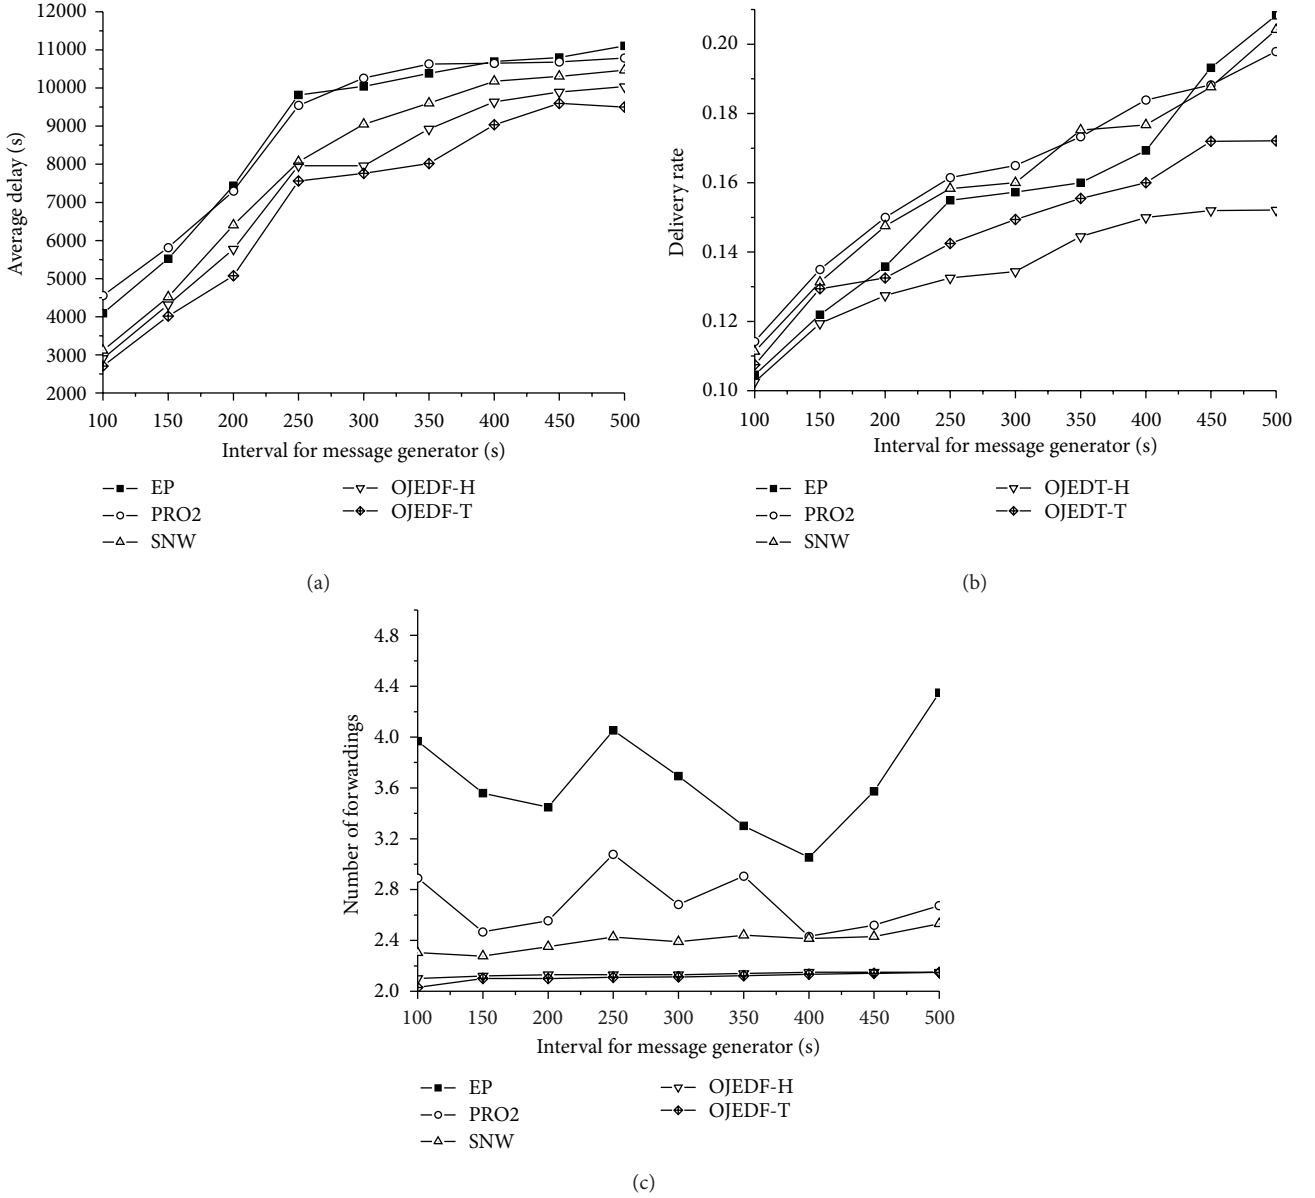 12000
11000
10000
9000
8000
7000
6000
5000
4000
3000
2000
Average delay (s)
100 150 200 250 300 350 400 450 500
Interval for message generator (s)
EP
PRO2
SNW
OJEDF-H
OJEDF-T
(a)
0.20
0.18
0.16
0.14
0.12
0.10
Delivery rate
100 150 200 250 300 350 400 450 500
Interval for message generator (s)
EP
PRO2
SNW
OJEDT-H
OJEDT-T
(b)
4.8
4.4
4.0
3.6
3.2
2.8
2.4
2.0
Number of forwardings
100 150 200 250 300 350 400 450 500
Interval for message generator (s)
EP
PRO2
SNW
OJEDF-H
OJEDF-T
(c)